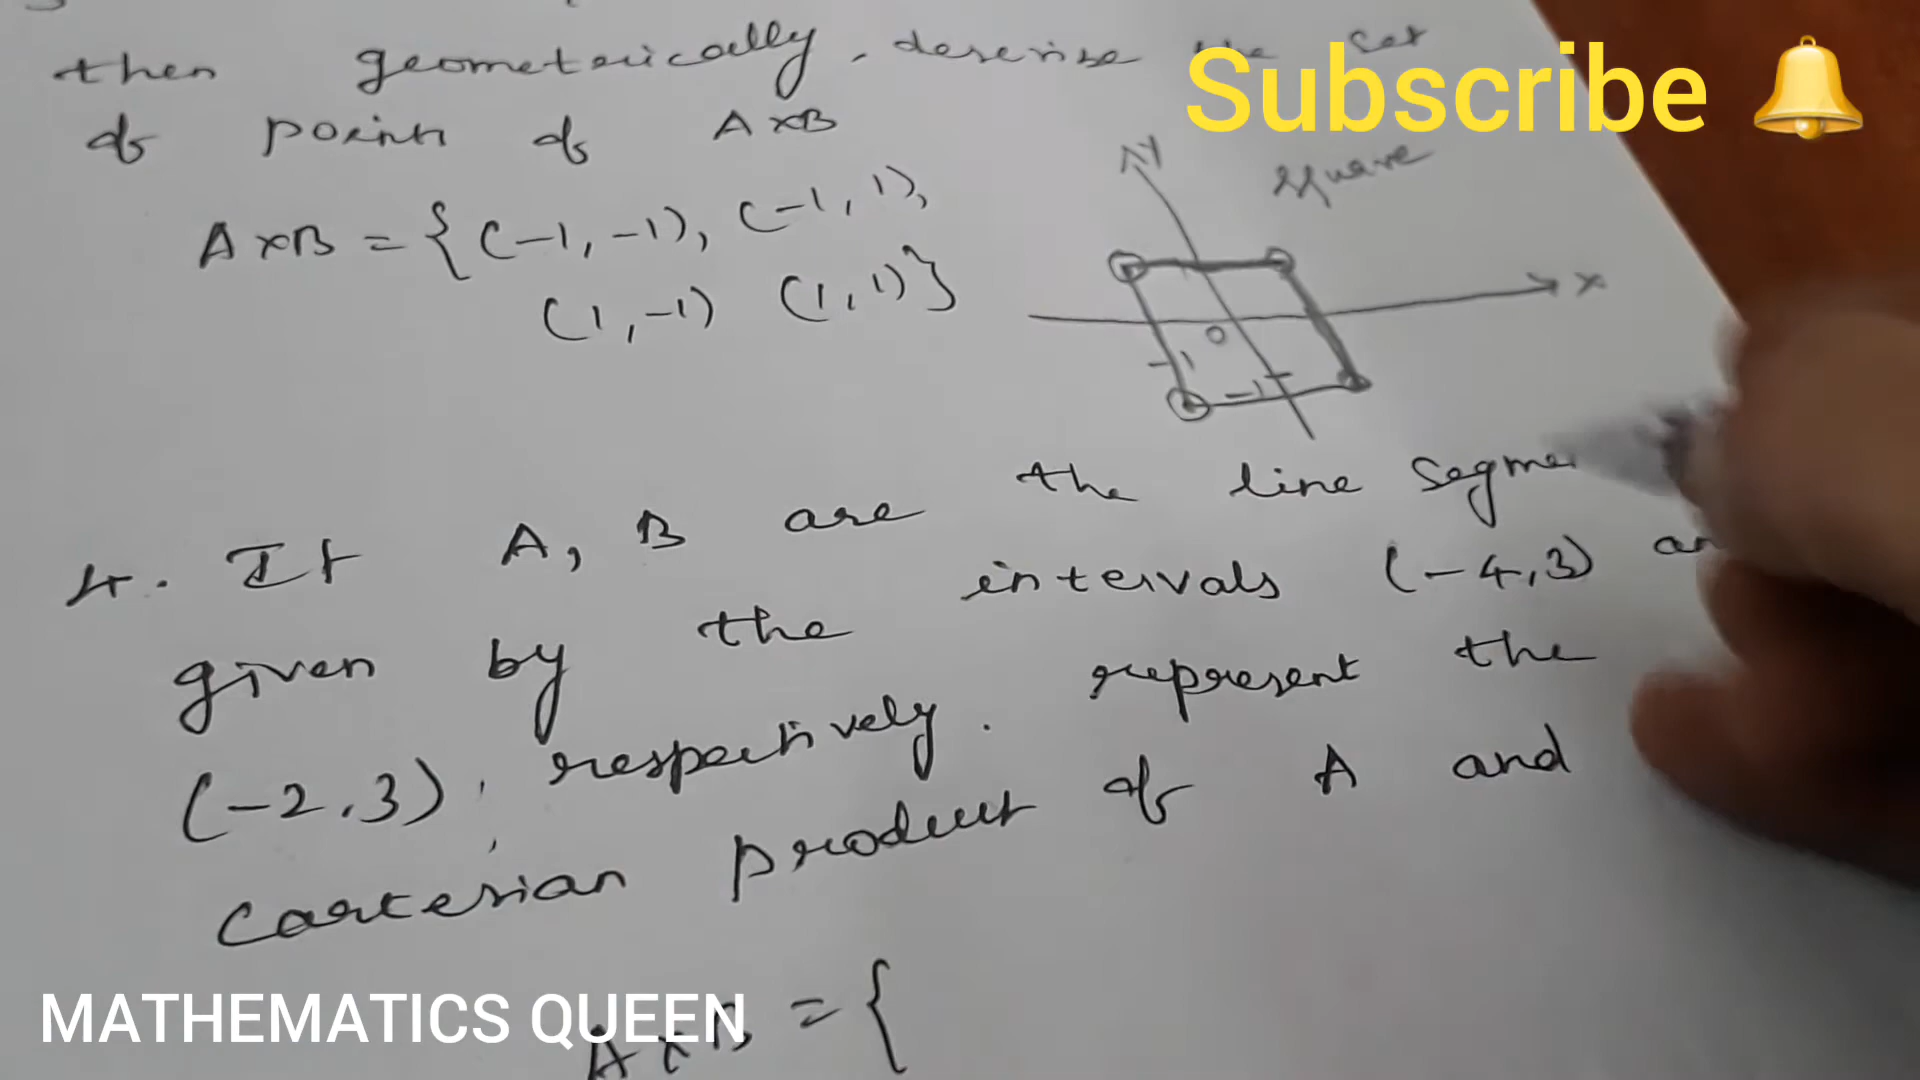 then geometrically, describe the set
of points of A×B
Subscribe 🔔
A×B = {(-1,-1), (-1,1),
(1,-1) (1,1)}
Y
square
X
0
-1
-1
4. If A, B are the line segme
given by the intervals (-4,3) an
(-2,3), respectively. represent the
cartesian product of A and
A×B = {
MATHEMATICS QUEEN